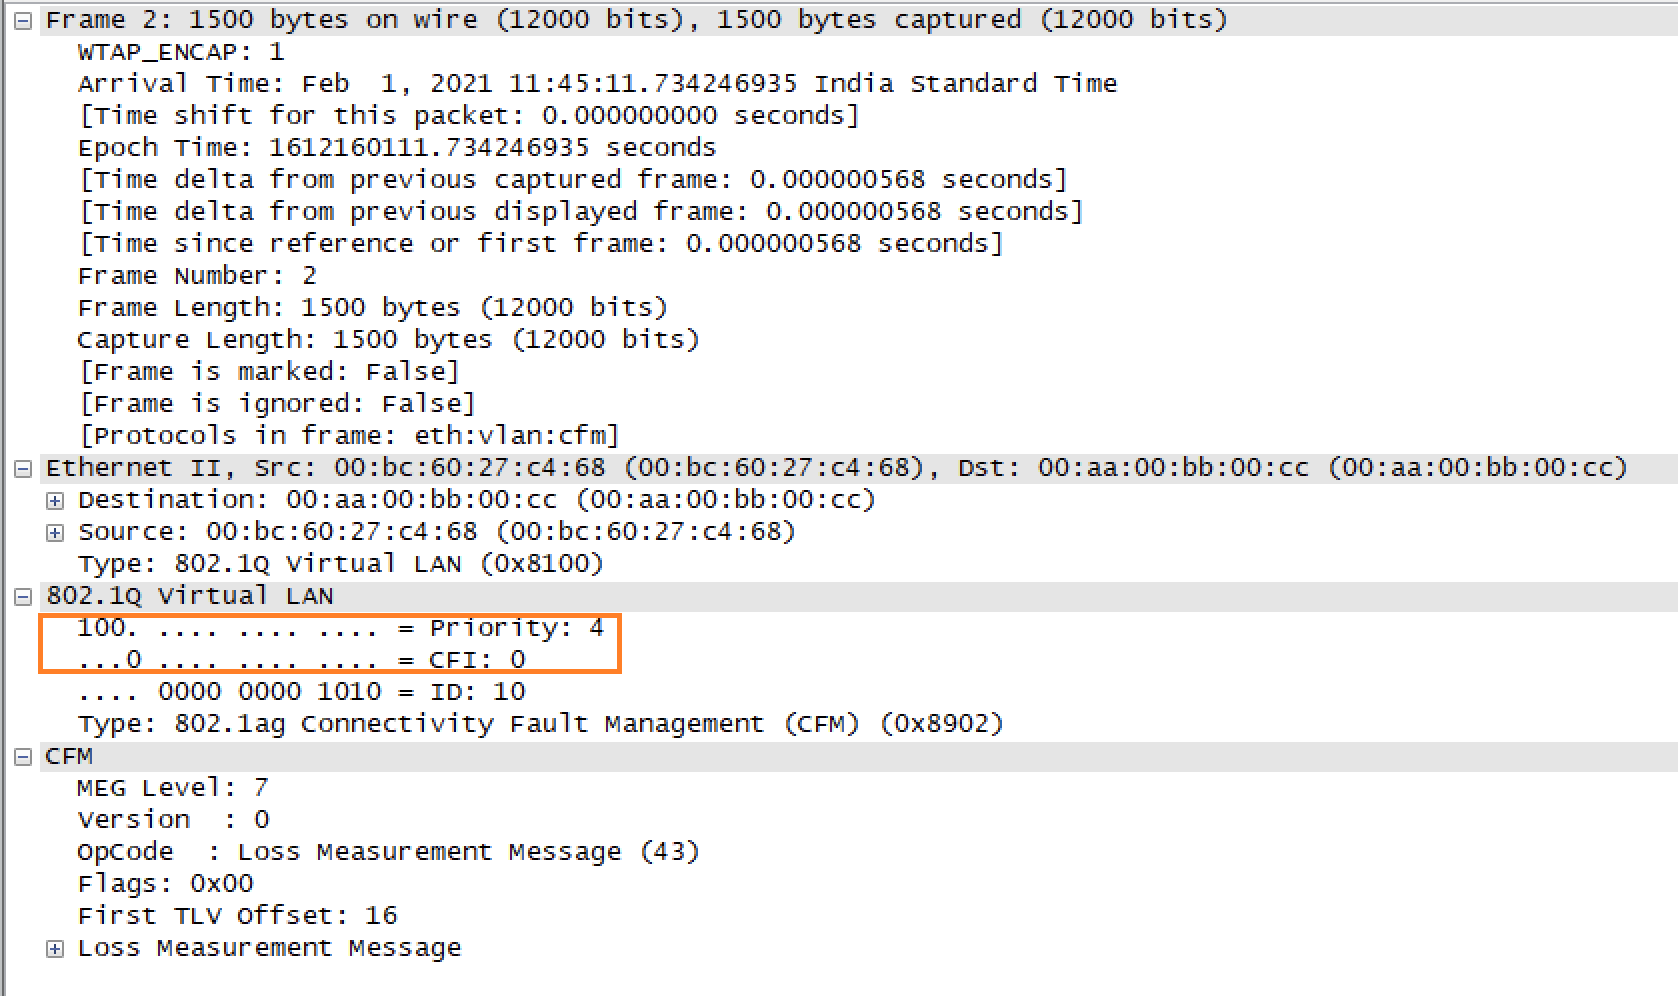 Frame 2: 1500 bytes on wire (12000 bits), 1500 bytes captured (12000 bits)
WTAP_ENCAP: 1
Arrival Time: Feb  1, 2021 11:45:11.734246935 India Standard Time
[Time shift for this packet: 0.000000000 seconds]
Epoch Time: 1612160111.734246935 seconds
[Time delta from previous captured frame: 0.000000568 seconds]
[Time delta from previous displayed frame: 0.000000568 seconds]
[Time since reference or first frame: 0.000000568 seconds]
Frame Number: 2
Frame Length: 1500 bytes (12000 bits)
Capture Length: 1500 bytes (12000 bits)
[Frame is marked: False]
[Frame is ignored: False]
[Protocols in frame: eth:vlan:cfm]
Ethernet II, Src: 00:bc:60:27:c4:68 (00:bc:60:27:c4:68), Dst: 00:aa:00:bb:00:cc (00:aa:00:bb:00:cc)
Destination: 00:aa:00:bb:00:cc (00:aa:00:bb:00:cc)
Source: 00:bc:60:27:c4:68 (00:bc:60:27:c4:68)
Type: 802.1Q Virtual LAN (0x8100)
802.1Q Virtual LAN
100. .... .... .... = Priority: 4
...0 .... .... .... = CFI: 0
.... 0000 0000 1010 = ID: 10
Type: 802.1ag Connectivity Fault Management (CFM) (0x8902)
CFM
MEG Level: 7
Version  : 0
OpCode  : Loss Measurement Message (43)
Flags: 0x00
First TLV Offset: 16
Loss Measurement Message